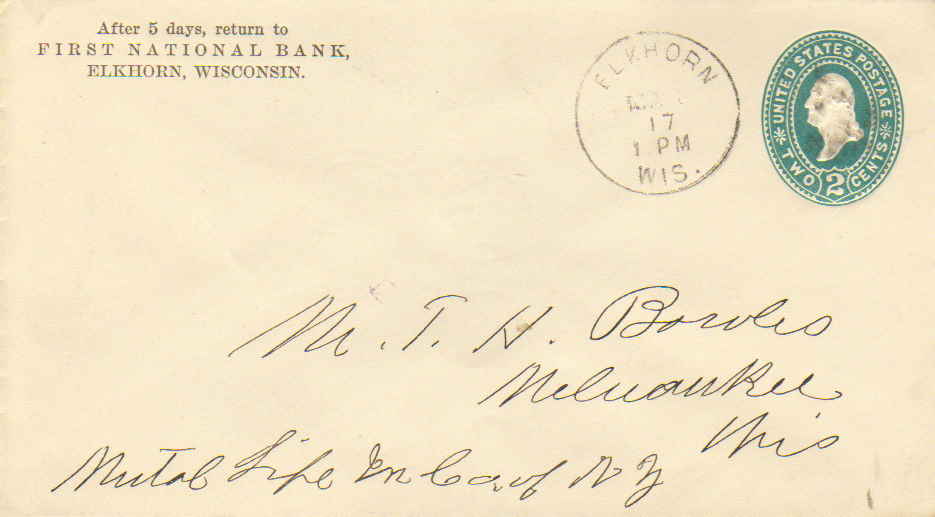 After 5 days, return to
FIRST NATIONAL BANK,
ELKHORN, WISCONSIN.
ELKHORN
17
1 PM
WIS.
UNITED STATES POSTAGE
TWO 2 CENTS
M. T. H. Bowles
Milwaukee
Wis
Mutal Life In Co. of N Y